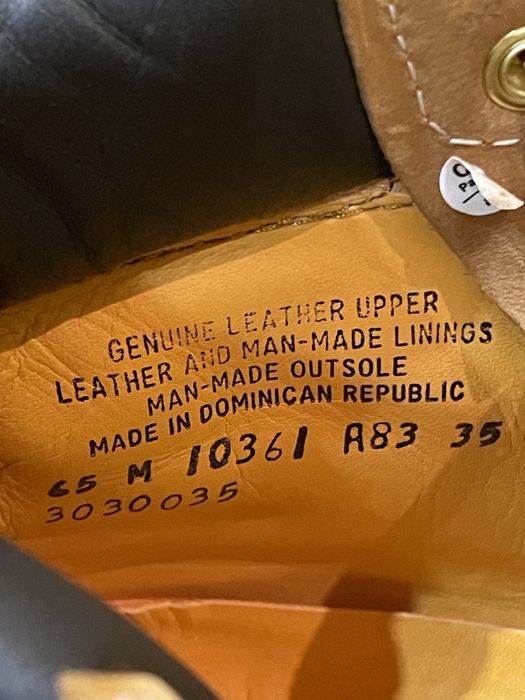 GENUINE LEATHER UPPER
LEATHER AND MAN-MADE LININGS
MAN-MADE OUTSOLE
MADE IN DOMINICAN REPUBLIC
65 M 10361 A83 35
3030035